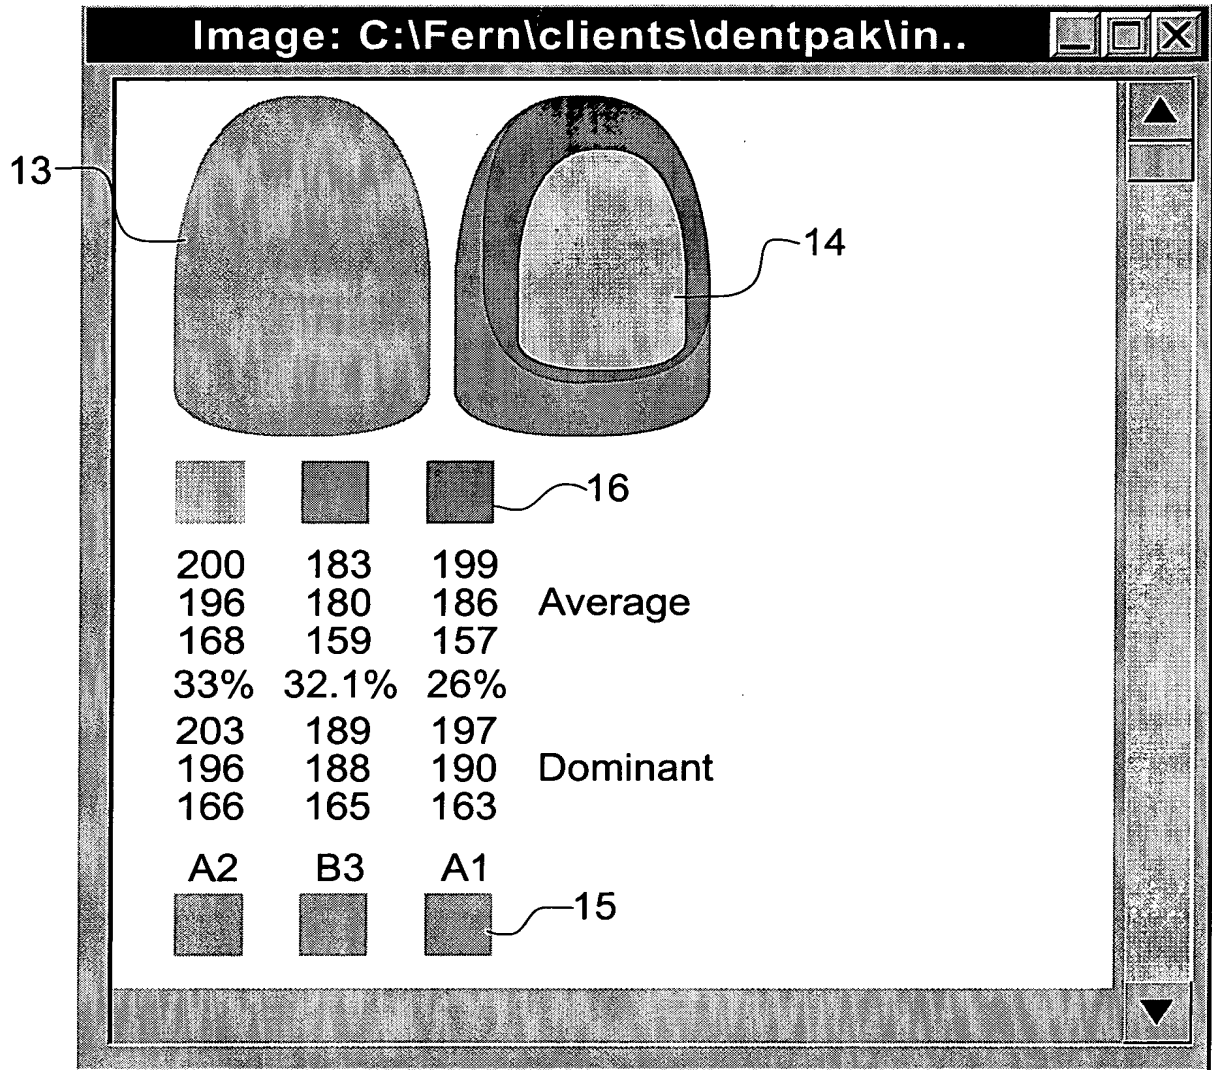 Image: C:\Fern\clients\dentpak\in..
13
14
16
200 183 199
196 180 186 Average
168 159 157
33% 32.1% 26%
203 189 197
196 188 190 Dominant
166 165 163
A2 B3 A1
15